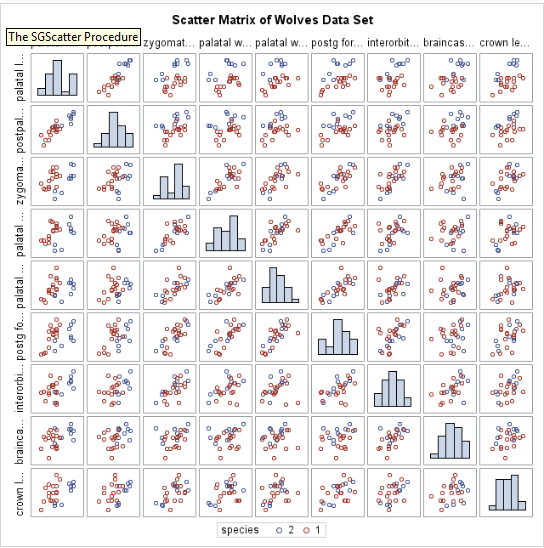 Scatter Matrix of Wolves Data Set
The SGScatter Procedure
zygomat... palatal w... palatal w... postg for... interorbit... braincas... crown le...
palatal l...
postpal...
zygoma...
palatal ...
palatal ...
postg fo...
interorbi...
brainca...
crown l...
species 2 1